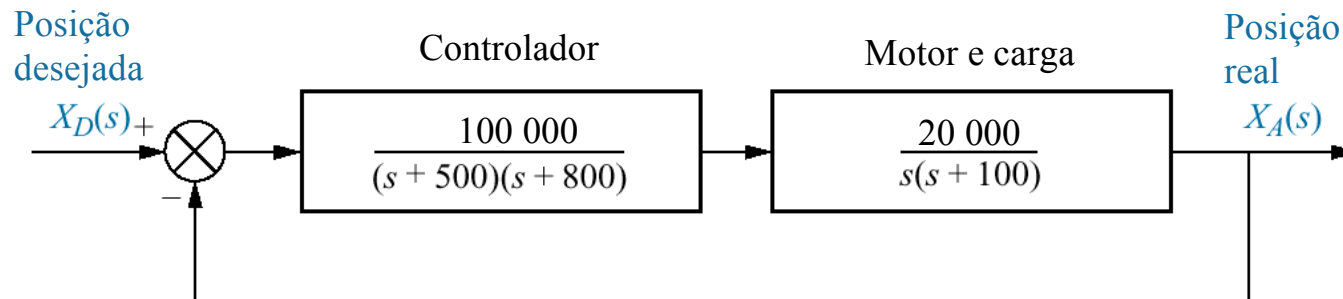 Posição
desejada
X_D(s)
+
−
Controlador
100 000
(s + 500)(s + 800)
Motor e carga
20 000
s(s + 100)
Posição
real
X_A(s)